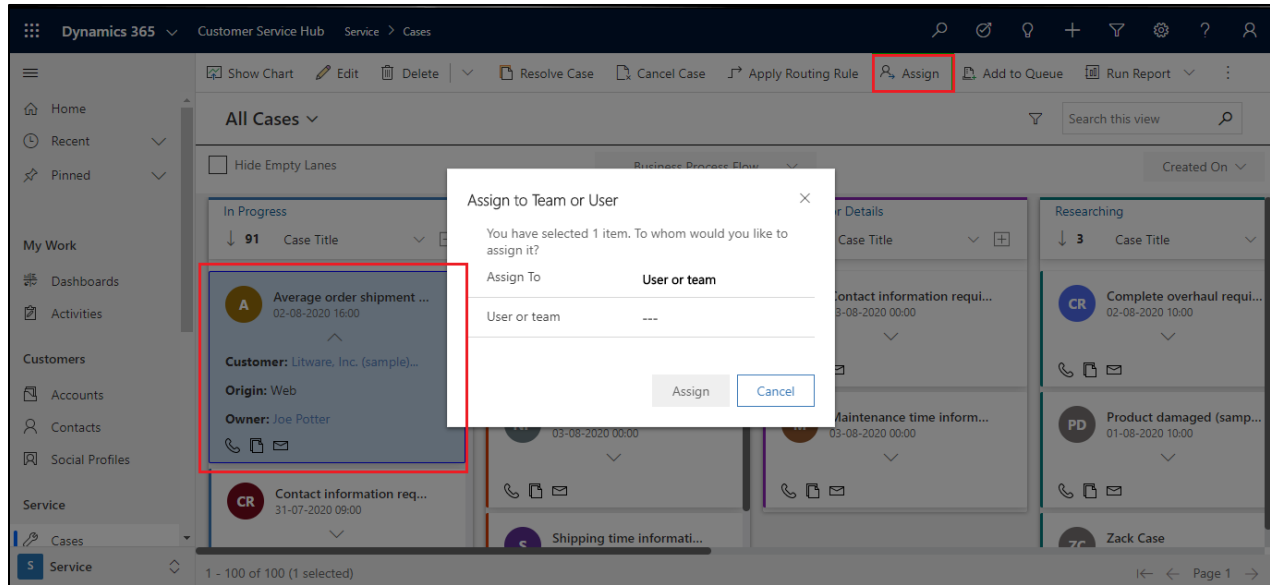 Dynamics 365
Customer Service Hub Service > Cases
Show Chart Edit Delete Resolve Case Cancel Case Apply Routing Rule Assign Add to Queue Run Report
Home
Recent
Pinned
My Work
Dashboards
Activities
Customers
Accounts
Contacts
Social Profiles
Service
Cases
S Service
All Cases
Search this view
Hide Empty Lanes
Business Process Flow
Created On
In Progress
91 Case Title
A
Average order shipment ...
02-08-2020 16:00
Customer: Litware, Inc. (sample)...
Origin: Web
Owner: Joe Potter
CR
Contact information req...
31-07-2020 09:00
Assign to Team or User
You have selected 1 item. To whom would you like to
assign it?
Assign To User or team
User or team ---
Assign Cancel
03-08-2020 00:00
S
Shipping time informati...
Details
Case Title
requi...
00:00
Maintenance time inform...
03-08-2020 00:00
Researching
3 Case Title
CR
Complete overhaul requi...
02-08-2020 10:00
PD
Product damaged (samp...
01-08-2020 10:00
ZC
Zack Case
1 - 100 of 100 (1 selected)
Page 1